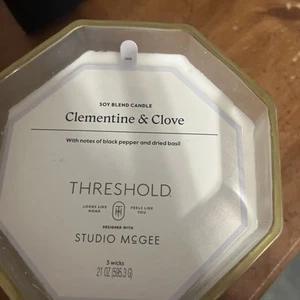 SOY BLEND CANDLE
Clementine & Clove
With notes of black pepper and dried basil
THRESHOLD
LOOKS LIKE HOME
FEELS LIKE YOU
DESIGNED WITH
STUDIO McGEE
3 wicks
21 OZ (595.3 G)